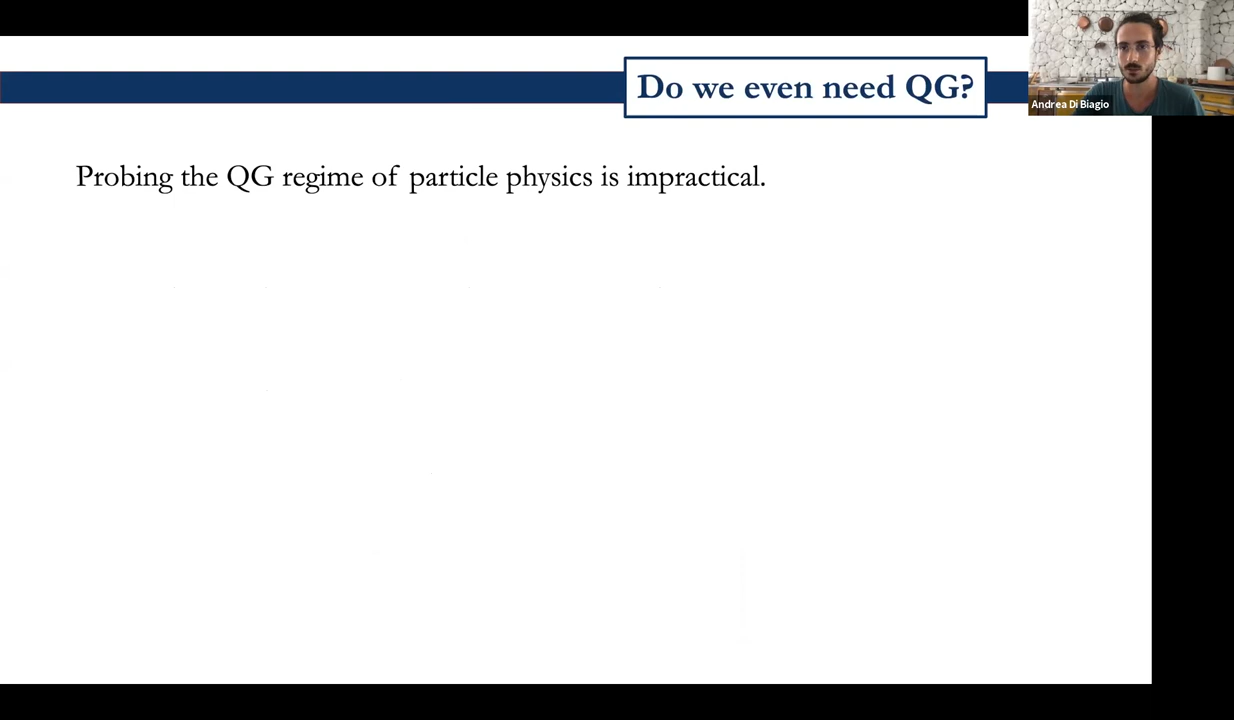 Do we even need QG?
Andrea Di Biagio
Probing the QG regime of particle physics is impractical.